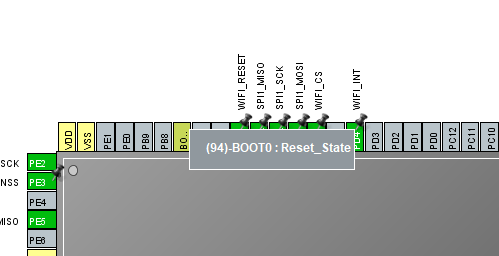 WIFI_RESET
SPI1_MISO
SPI1_SCK
SPI1_MOSI
WIFI_CS
WIFI_INT
VDD
VSS
PE1
PE0
PB9
PB8
BO..
PD4
PD3
PD2
PD1
PD0
PC12
PC11
PC10
(94)-BOOT0 : Reset_State
SCK
PE2
NSS
PE3
PE4
MISO
PE5
PE6